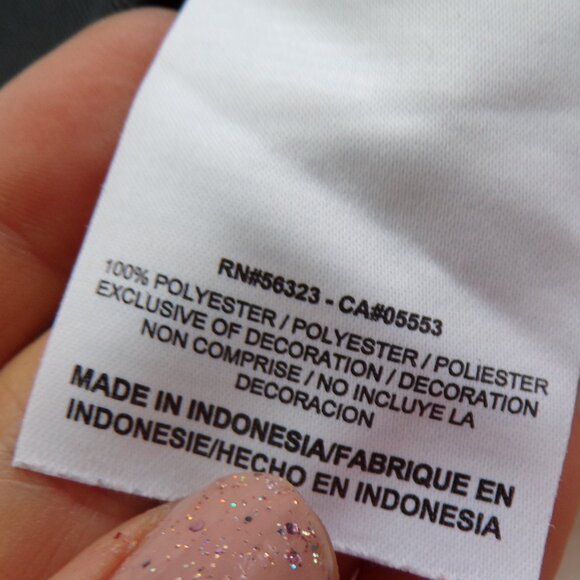 RN#56323 - CA#05553
100% POLYESTER / POLYESTER / POLIESTER
EXCLUSIVE OF DECORATION / DECORATION
NON COMPRISE / NO INCLUYE LA
DECORACION
MADE IN INDONESIA/FABRIQUE EN
INDONESIE/HECHO EN INDONESIA